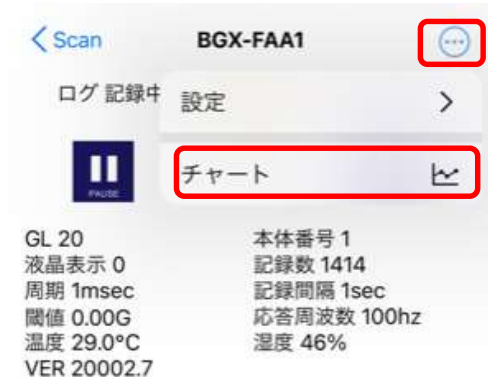 Scan
BGX-FAA1
ログ 記録中
設定
チャート
PAUSE
GL 20
液晶表示 0
周期 1msec
閾値 0.00G
温度 29.0°C
VER 20002.7
本体番号 1
記録数 1414
記録間隔 1sec
応答周波数 100hz
湿度 46%